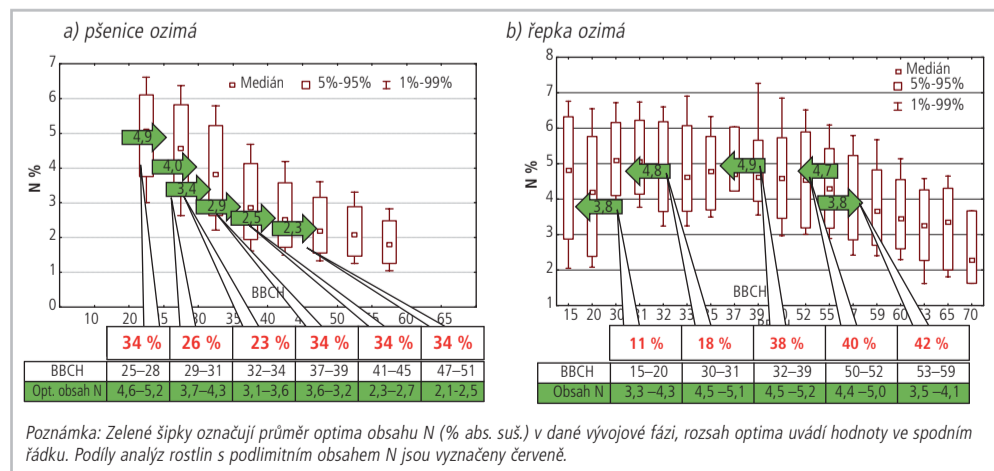 a) pšenice ozimá
Medián 5%-95% 1%-99%
N %
7
6
5
4
3
2
1
0
4,9
4,0
3,4
2,9
2,5
2,3
BBCH
10 20 25 30 35 38 40 45 50 55 60 65
34 % 26 % 23 % 34 % 34 % 34 %
BBCH 25–28 29–31 32–34 37–39 41–45 47–51
Opt. obsah N 4,6–5,2 3,7–4,3 3,1–3,6 3,6–3,2 2,3–2,7 2,1-2,5
b) řepka ozimá
Medián
5%-95%
1%-99%
N %
8
7
6
5
4
3
2
1
3,8
4,8
4,9
4,7
3,8
BBCH
15 20 30 32 33 37 39 52 55 59 60 63 65 70
11 % 18 % 38 % 40 % 42 %
BBCH 15–20 30–31 32–39 50–52 53–59
Obsah N 3,3 –4,3 4,5–5,1 4,5–5,2 4,4 –5,0 3,5 –4,1
Poznámka: Zelené šipky označují průměr optima obsahu N (% abs. suš.) v dané vývojové fázi, rozsah optima uvádí hodnoty ve spodním
řádku. Podíly analýz rostlin s podlimitním obsahem N jsou vyznačeny červeně.